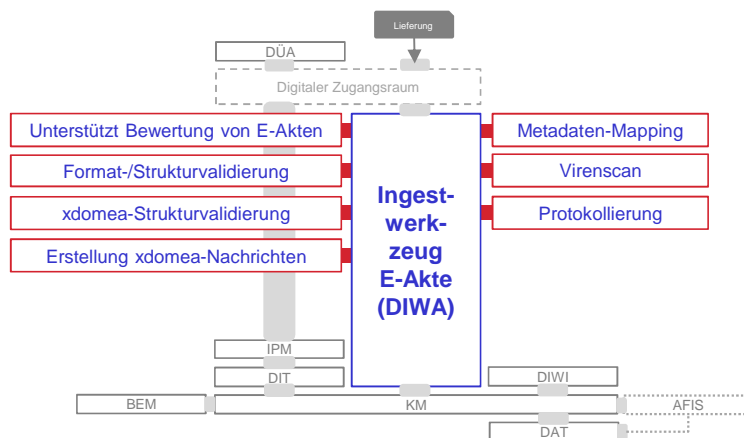 Lieferung
DÜA
Digitaler Zugangsraum
Unterstützt Bewertung von E-Akten
Format-/Strukturvalidierung
xdomea-Strukturvalidierung
Erstellung xdomea-Nachrichten
Ingest-
werk-
zeug
E-Akte
(DIWA)
Metadaten-Mapping
Virenscan
Protokollierung
IPM
DIT
DIWI
BEM
KM
AFIS
DAT